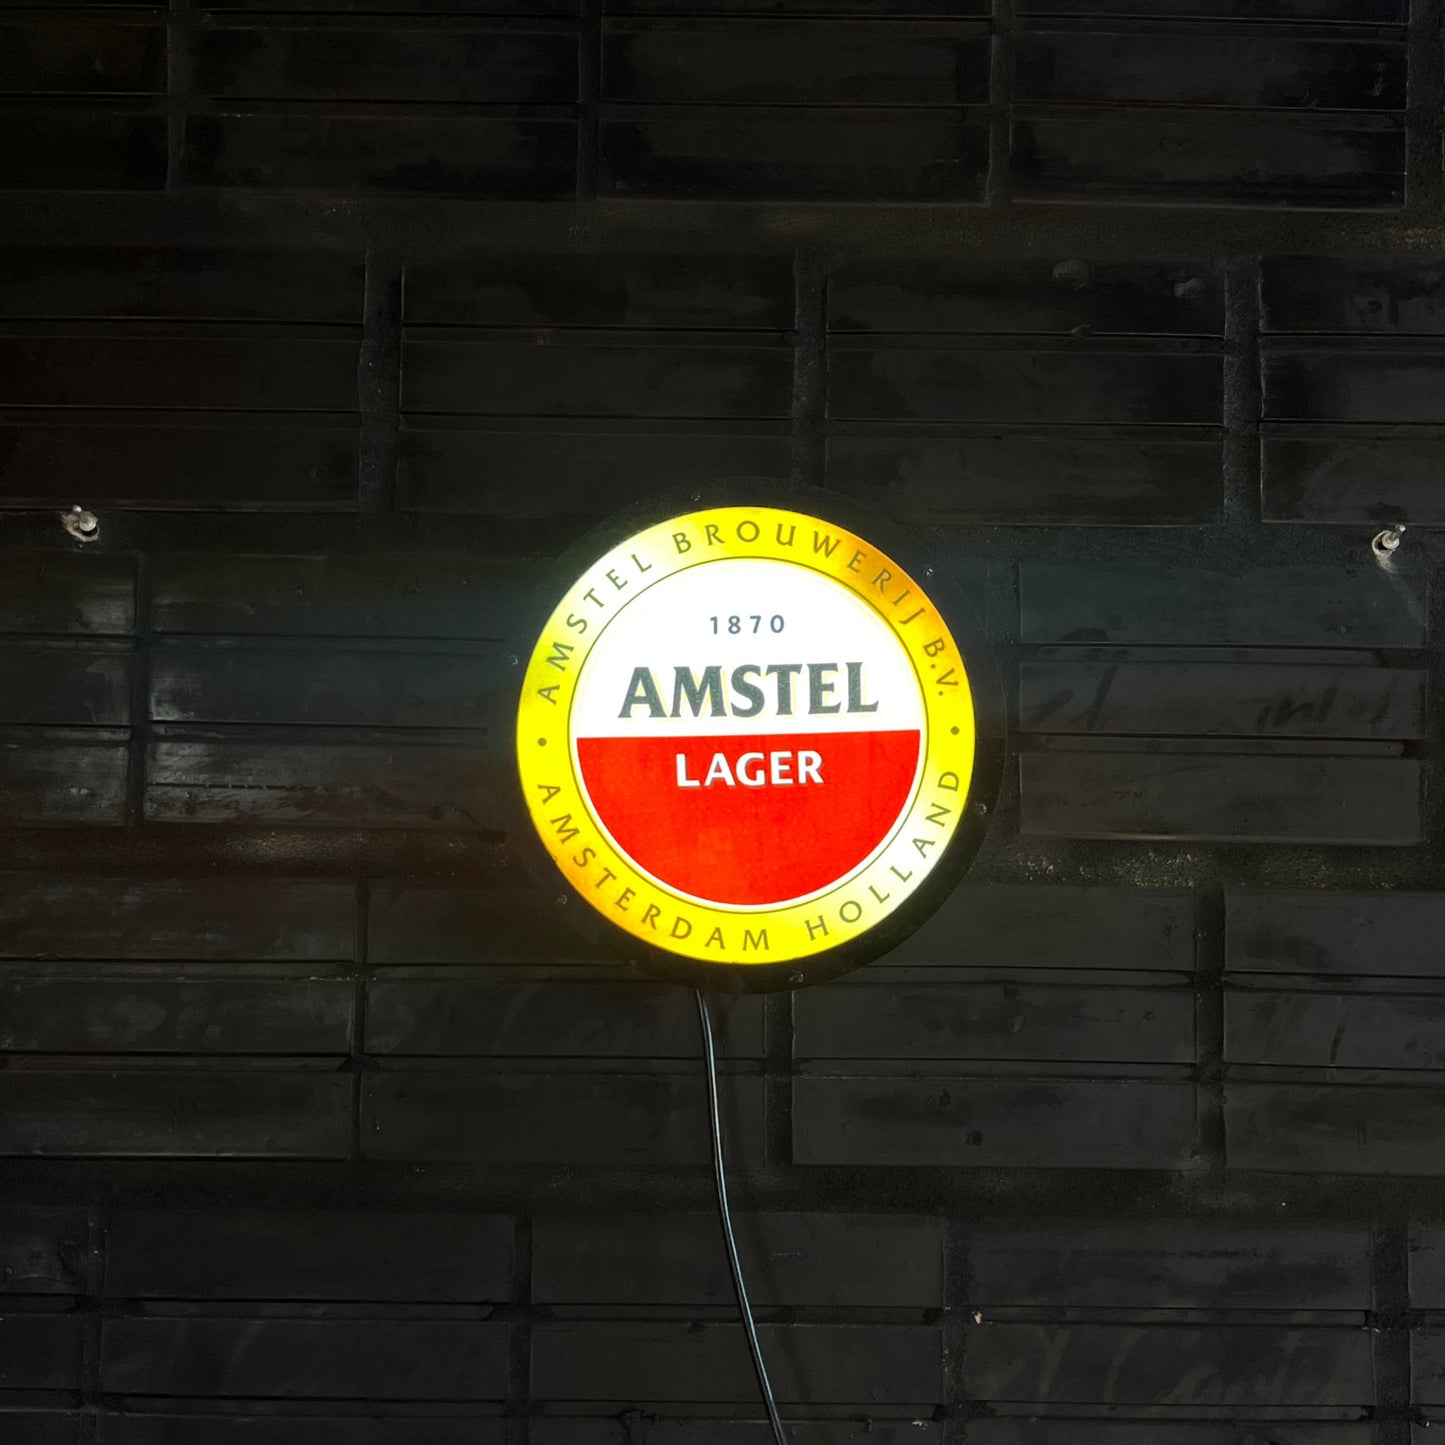 AMSTEL BROUWERIJ B.V.
1870
AMSTEL
LAGER
AMSTERDAM HOLLAND